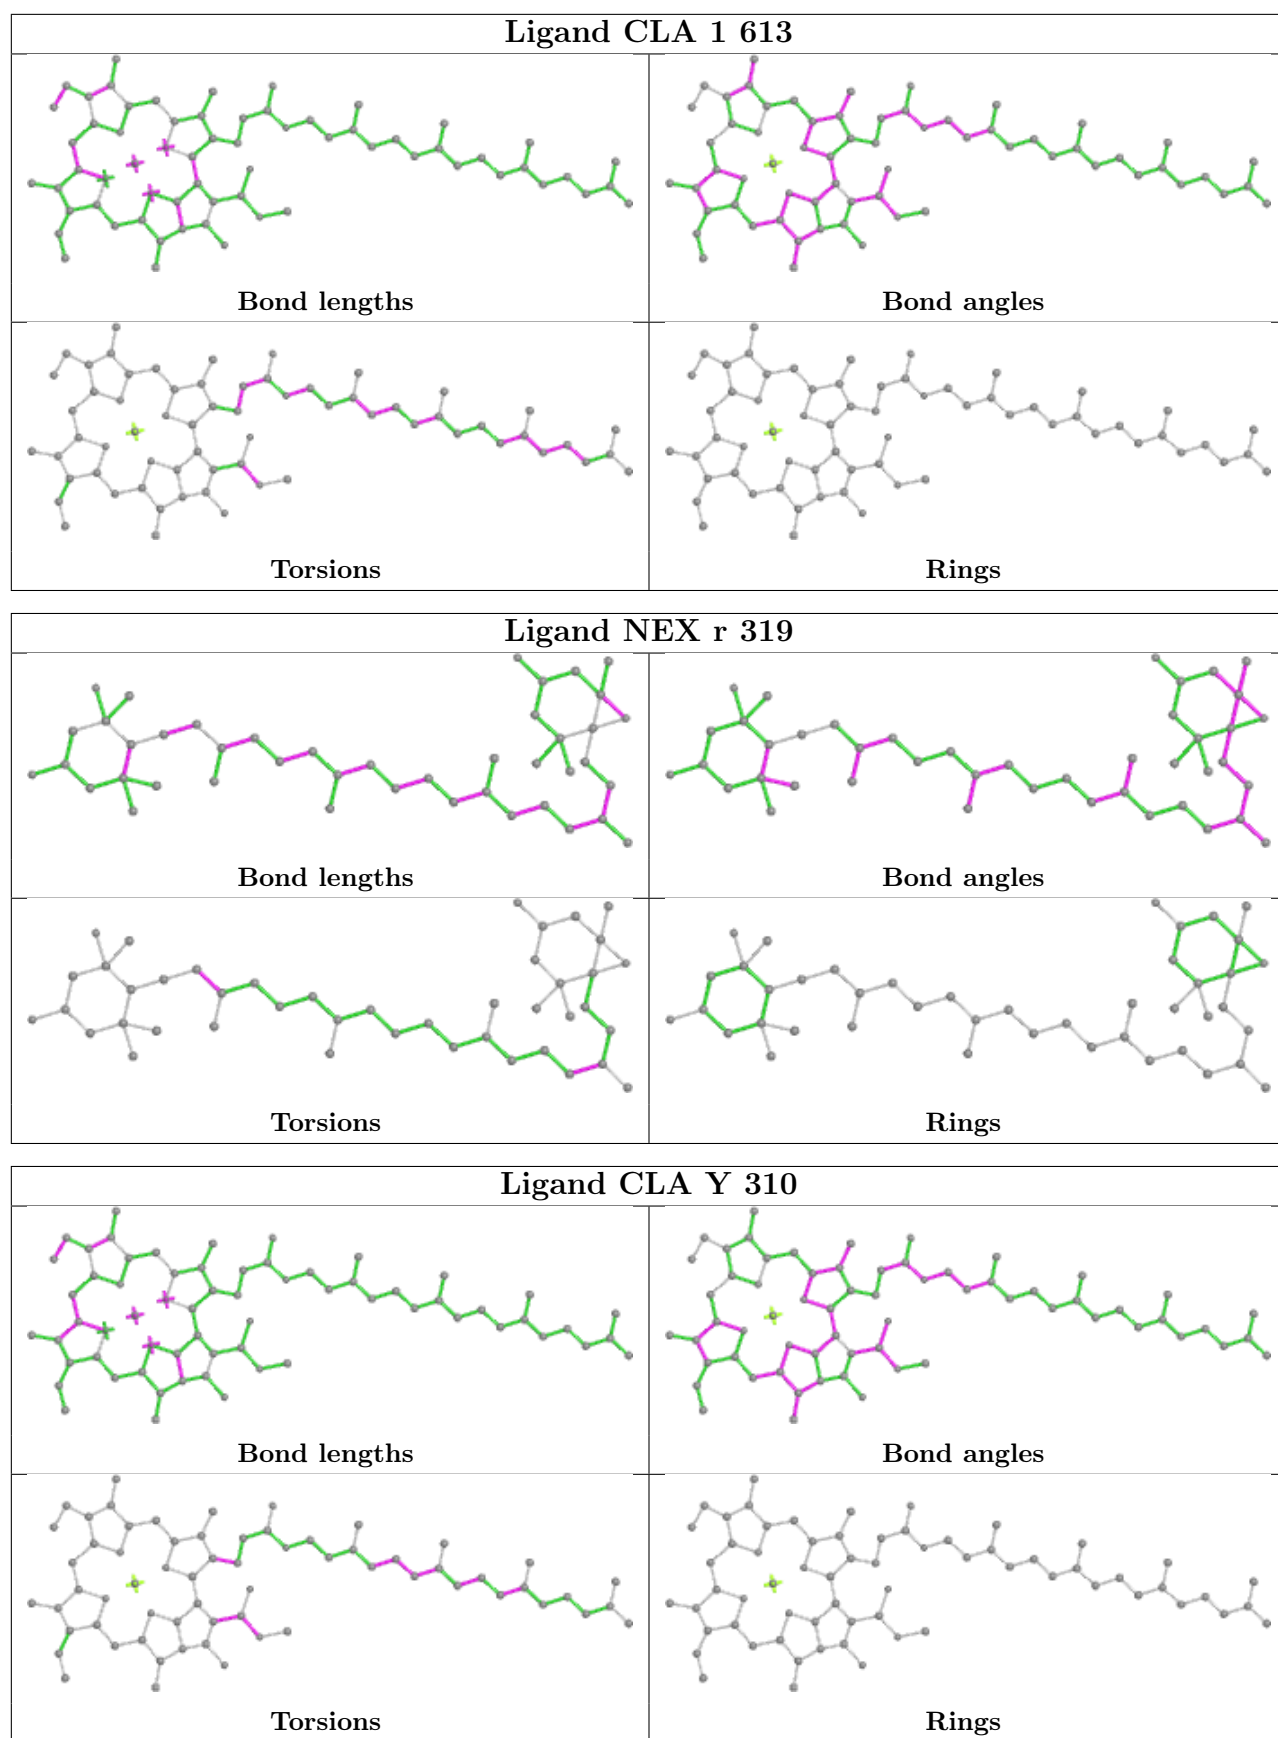 Ligand CLA 1 613
Bond lengths
Bond angles
Torsions
Rings
Ligand NEX r 319
Bond lengths
Bond angles
Torsions
Rings
Ligand CLA Y 310
Bond lengths
Bond angles
Torsions
Rings